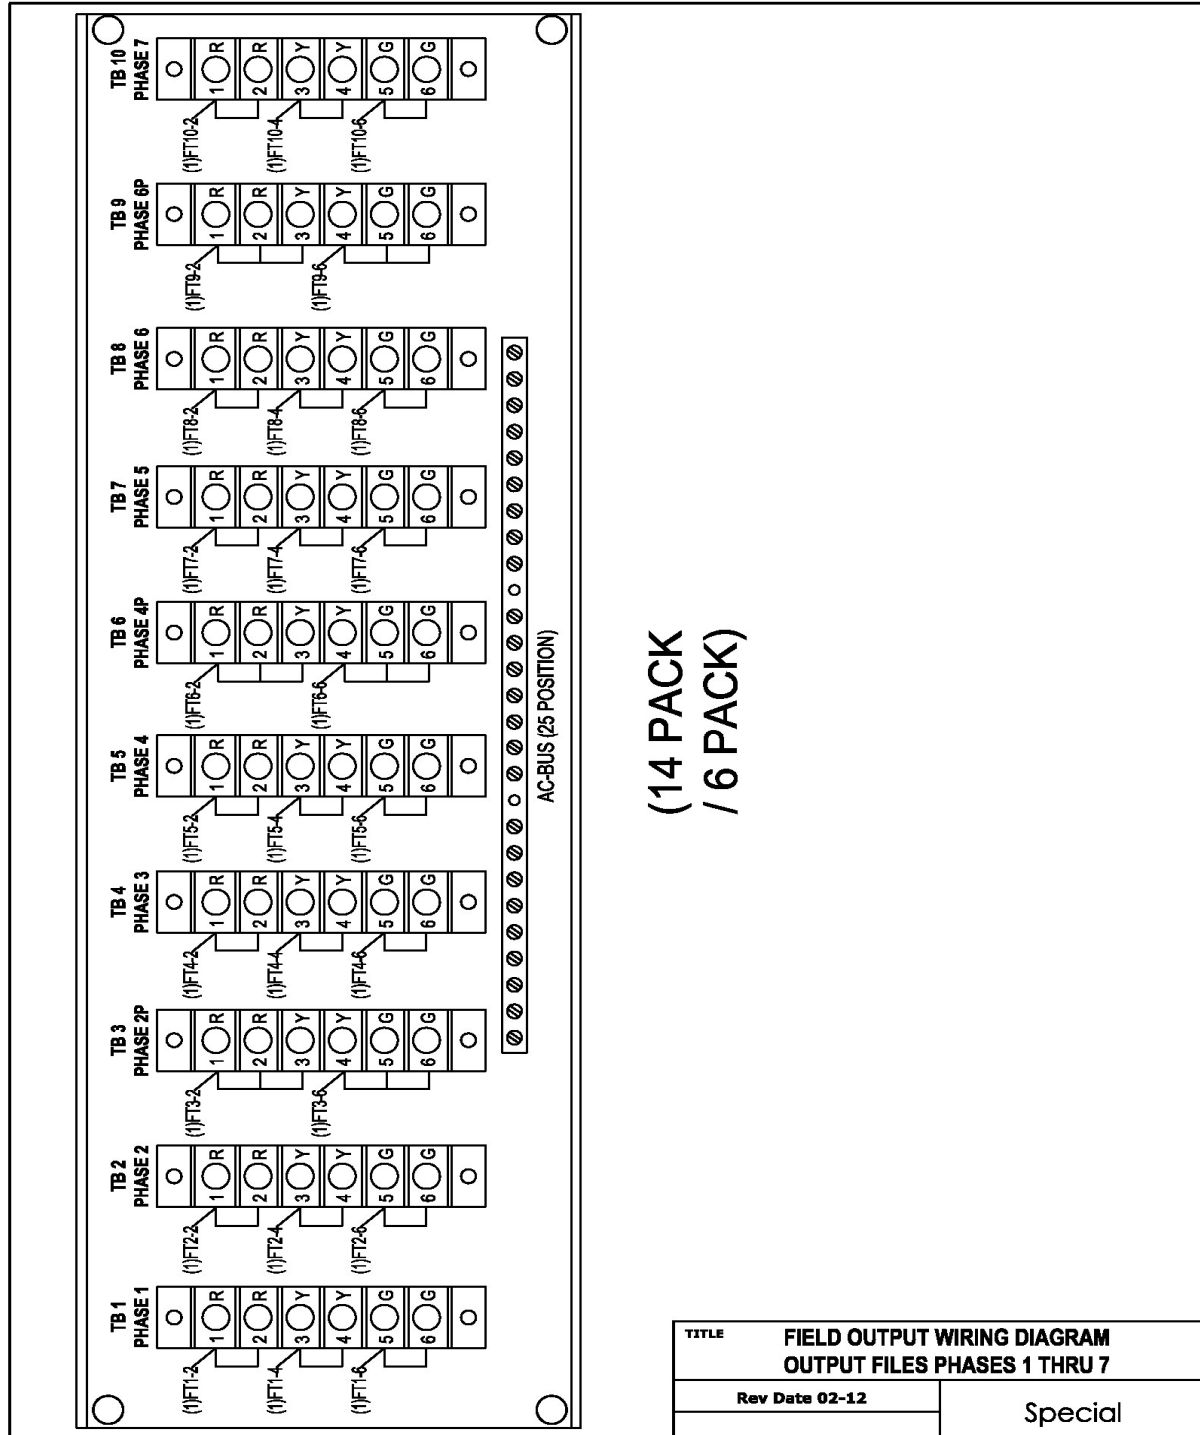 TB 1
PHASE 1
1 R
2 R
3 Y
4 Y
5 G
6 G
(1)FT1-2
(1)FT1-4
(1)FT1-6
TB 2
PHASE 2
1 R
2 R
3 Y
4 Y
5 G
6 G
(1)FT2-2
(1)FT2-4
(1)FT2-6
TB 3
PHASE 2P
1 R
2 R
3 Y
4 Y
5 G
6 G
(1)FT3-2
(1)FT3-6
TB 4
PHASE 3
1 R
2 R
3 Y
4 Y
5 G
6 G
(1)FT4-2
(1)FT4-4
(1)FT4-6
TB 5
PHASE 4
1 R
2 R
3 Y
4 Y
5 G
6 G
(1)FT5-2
(1)FT5-4
(1)FT5-6
TB 6
PHASE 4P
1 R
2 R
3 Y
4 Y
5 G
6 G
(1)FT6-2
(1)FT6-6
TB 7
PHASE 5
1 R
2 R
3 Y
4 Y
5 G
6 G
(1)FT7-2
(1)FT7-4
(1)FT7-6
TB 8
PHASE 6
1 R
2 R
3 Y
4 Y
5 G
6 G
(1)FT8-2
(1)FT8-4
(1)FT8-6
TB 9
PHASE 6P
1 R
2 R
3 Y
4 Y
5 G
6 G
(1)FT9-2
(1)FT9-6
TB 10
PHASE 7
1 R
2 R
3 Y
4 Y
5 G
6 G
(1)FT10-2
(1)FT10-4
(1)FT10-6
AC-BUS (25 POSITION)
(14 PACK
/ 6 PACK)
TITLE
FIELD OUTPUT WIRING DIAGRAM
OUTPUT FILES PHASES 1 THRU 7
Rev Date 02-12
Special